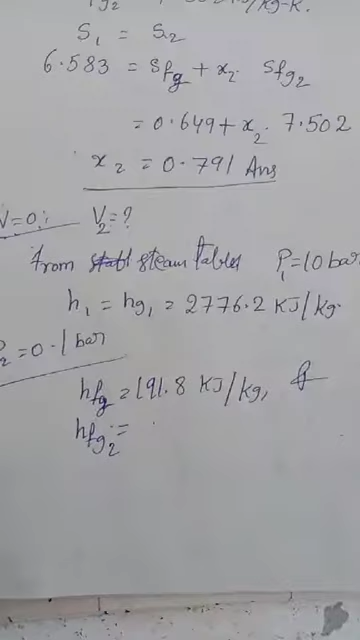 S₁ = S₂
6.583 = Sfg + x₂ Sfg₂
= 0.649 + x₂. 7.502
x₂ = 0.791 Ans
V=0; V₂=?
from steam tables P₁=10 bar
h₁ = hg₁ = 2776.2 KJ/kg.
₂ = 0.1 bar
hfg = 191.8 KJ/kg,
hfg₂ =